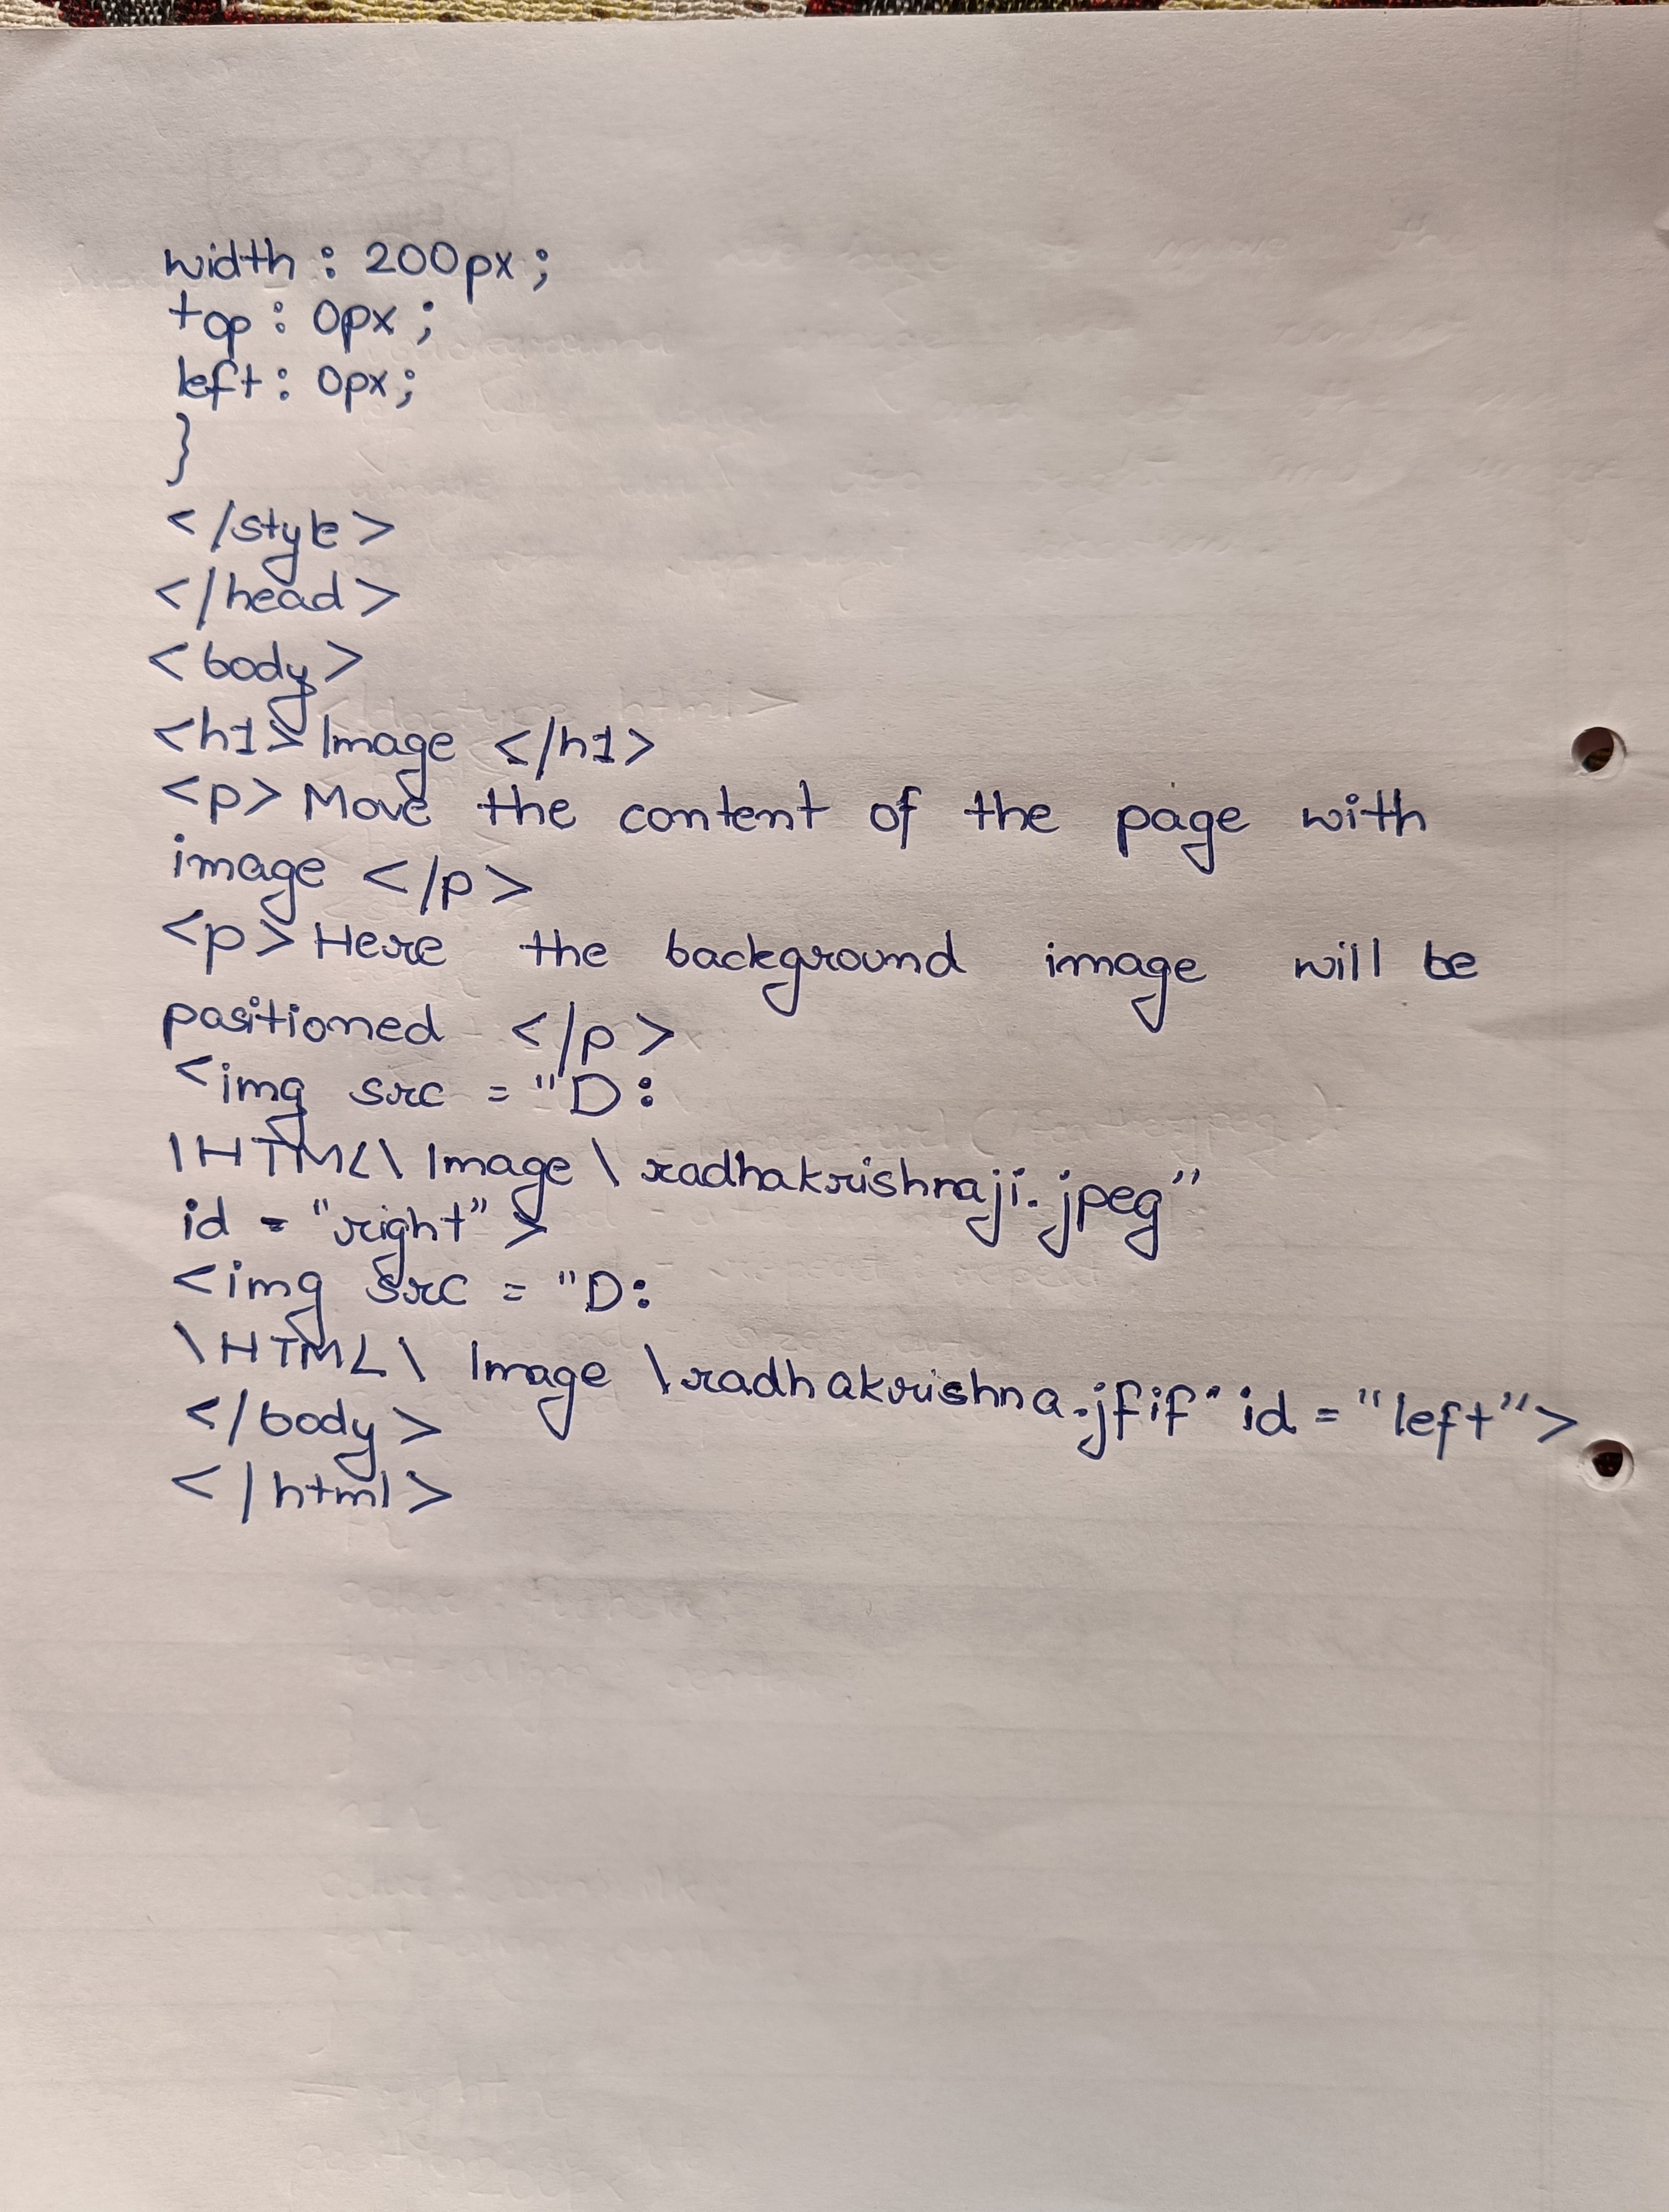 width : 200px ;
top : 0px ;
left : 0px ;
}
</style>
</head>
<body>
<h1> Image </h1>
<p> Move the content of the page with
image </p>
<p> Here the background image will be
positioned </p>
<img src = "D:
\HTML\ Image \ radhakrishnaji.jpeg"
id = "right" >
<img src = "D:
\HTML\ Image \radhakrishna.jfif" id = "left">
</body>
</html>